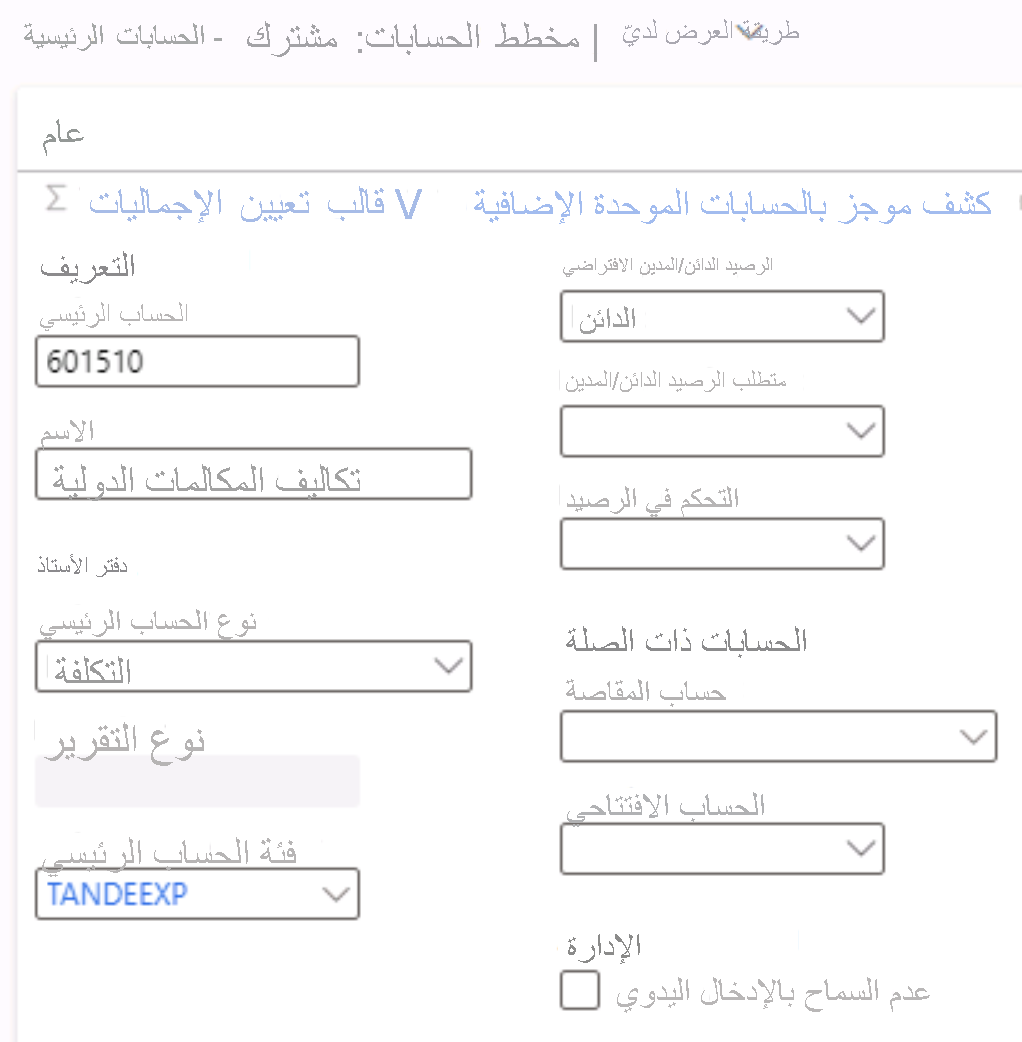 الحسابات الرئيسية - مخطط الحسابات: مشترك | طريقة العرض لديّ
عام
Σ قالب تعيين الإجماليات V كشف موجز بالحسابات الموحدة الإضافية
التعريف
الحساب الرئيسي
601510
الاسم
تكاليف المكالمات الدولية
دفتر الأستاذ
نوع الحساب الرئيسي
التكلفة
نوع التقرير
فئة الحساب الرئيسي
TANDEEXP
الرصيد الدائن/المدين الافتراضي
الدائن
متطلب الرصيد الدائن/المدين
التحكم في الرصيد
الحسابات ذات الصلة
حساب المقاصة
الحساب الافتتاحي
الإدارة
عدم السماح بالإدخال اليدوي